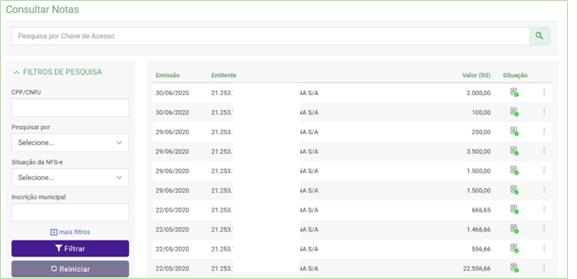 Consultar Notas
Pesquisa por Chave de Acesso
FILTROS DE PESQUISA
CPF/CNPJ
Pesquisar por
Selecione...
Situação da NFS-e
Selecione...
Inscrição municipal
mais filtros
Filtrar
Reiniciar
Emissão Emitente Valor (R$) Situação
30/06/2020 21.253. S/A 2.000,00
30/06/2020 21.253. S/A 100,00
29/06/2020 21.253. S/A 250,00
29/06/2020 21.253. S/A 3.500,00
29/06/2020 21.253. S/A 1.500,00
29/06/2020 21.253. S/A 1.500,00
22/05/2020 21.253. S/A 666,65
22/05/2020 21.253. S/A 1.466,66
22/05/2020 21.253. S/A 556,66
22/05/2020 21.253. S/A 22.556,66